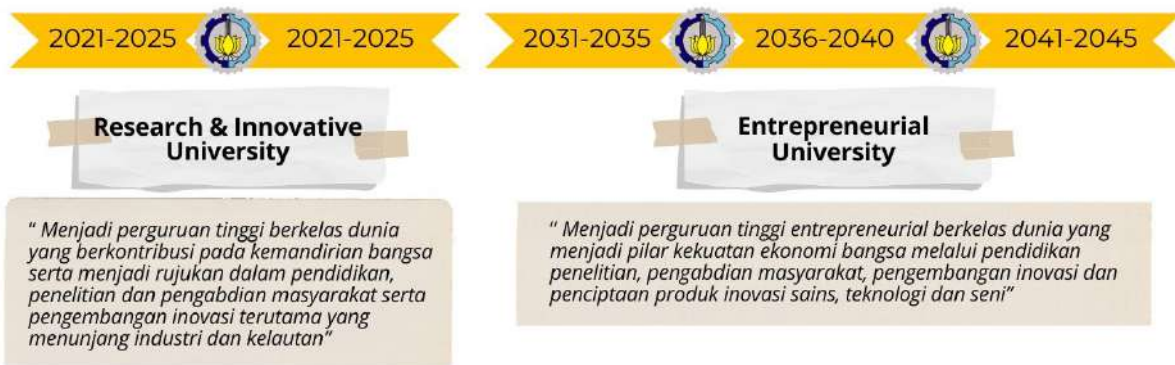 2021-2025 2021-2025
2031-2035 2036-2040 2041-2045
Research & Innovative
University
“ Menjadi perguruan tinggi berkelas dunia
yang berkontribusi pada kemandirian bangsa
serta menjadi rujukan dalam pendidikan,
penelitian dan pengabdian masyarakat serta
pengembangan inovasi terutama yang
menunjang industri dan kelautan”
Entrepreneurial
University
“ Menjadi perguruan tinggi entrepreneurial berkelas dunia yang
menjadi pilar kekuatan ekonomi bangsa melalui pendidikan
penelitian, pengabdian masyarakat, pengembangan inovasi dan
penciptaan produk inovasi sains, teknologi dan seni”